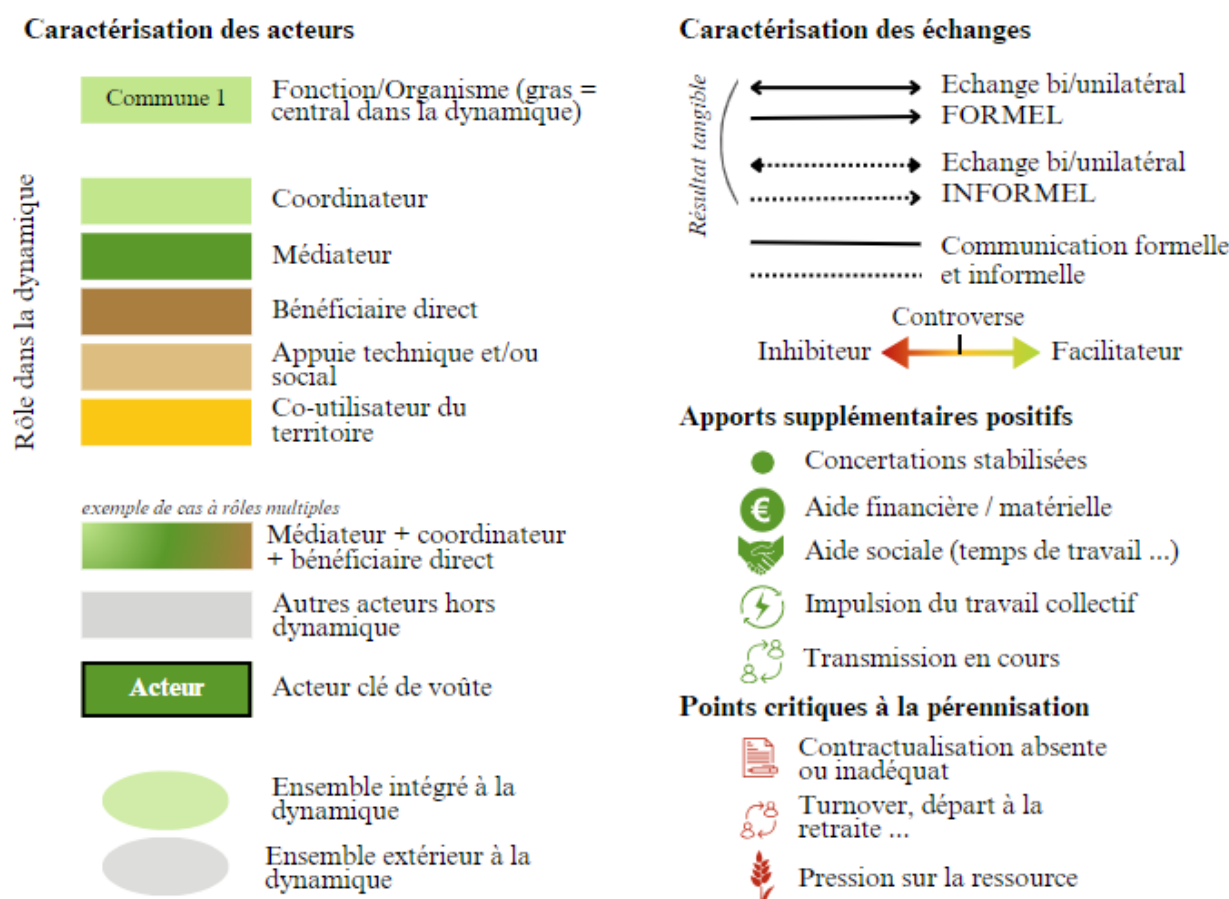 Caractérisation des acteurs
Commune 1
Fonction/Organisme (gras =
central dans la dynamique)
Rôle dans la dynamique
Coordinateur
Médiateur
Bénéficiaire direct
Appuie technique et/ou
social
Co-utilisateur du
territoire
exemple de cas à rôles multiples
Médiateur + coordinateur
+ bénéficiaire direct
Autres acteurs hors
dynamique
Acteur
Acteur clé de voûte
Ensemble intégré à la
dynamique
Ensemble extérieur à la
dynamique
Caractérisation des échanges
Résultat tangible
Echange bi/unilatéral
FORMEL
Echange bi/unilatéral
INFORMEL
Communication formelle
et informelle
Controverse
Inhibiteur
Facilitateur
Apports supplémentaires positifs
Concertations stabilisées
€
Aide financière / matérielle
Aide sociale (temps de travail ...)
Impulsion du travail collectif
Transmission en cours
Points critiques à la pérennisation
Contractualisation absente
ou inadéquat
Turnover, départ à la
retraite ...
Pression sur la ressource